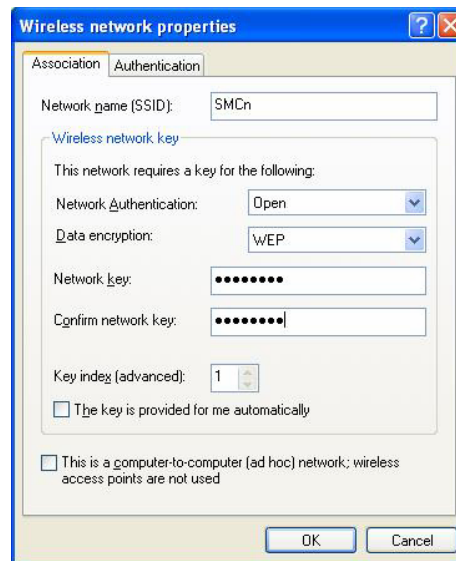 Wireless network properties
Association Authentication
Network name (SSID): SMCn
Wireless network key
This network requires a key for the following:
Network Authentication: Open
Data encryption: WEP
Network key: ••••••••
Confirm network key: ••••••••
Key index (advanced): 1
The key is provided for me automatically
This is a computer-to-computer (ad hoc) network; wireless
access points are not used
OK Cancel